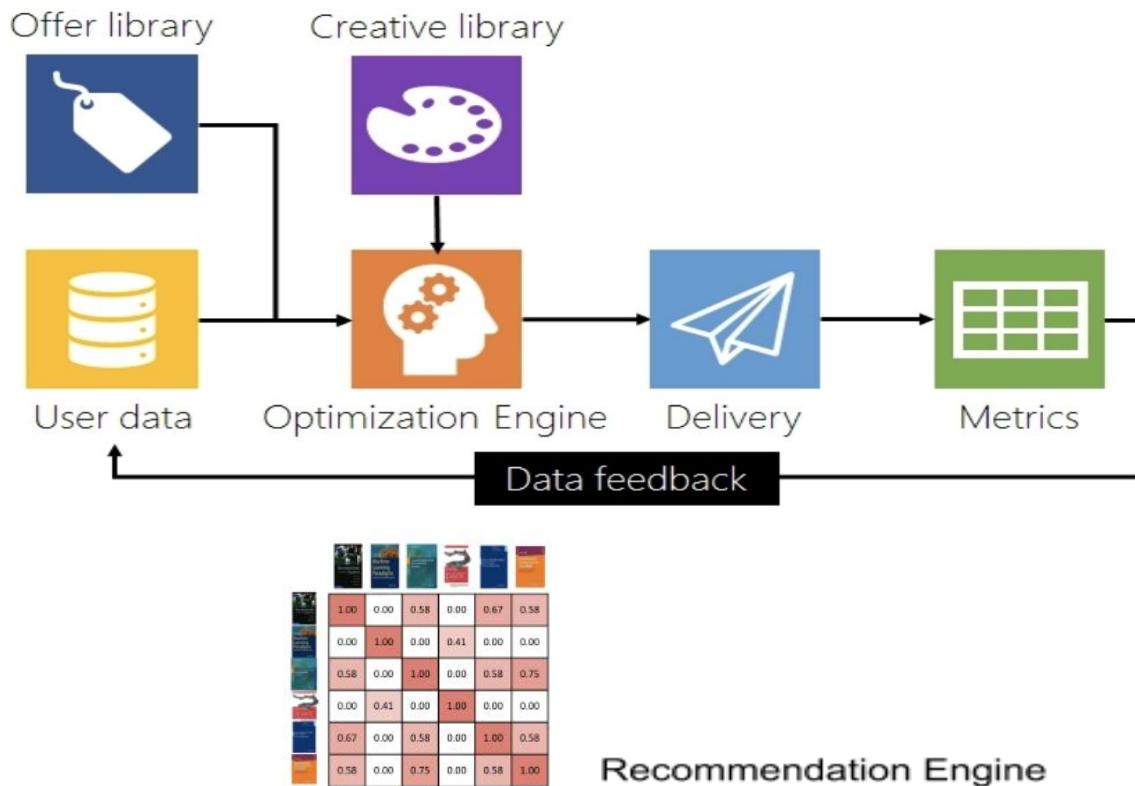 Offer library
Creative library
User data
Optimization Engine
Delivery
Metrics
Data feedback
Machine Learning Paradigms
1.00 0.00 0.58 0.00 0.67 0.58
0.00 1.00 0.00 0.41 0.00 0.00
0.58 0.00 1.00 0.00 0.58 0.75
0.00 0.41 0.00 1.00 0.00 0.00
0.67 0.00 0.58 0.00 1.00 0.58
0.58 0.00 0.75 0.00 0.58 1.00
Recommendation Engine